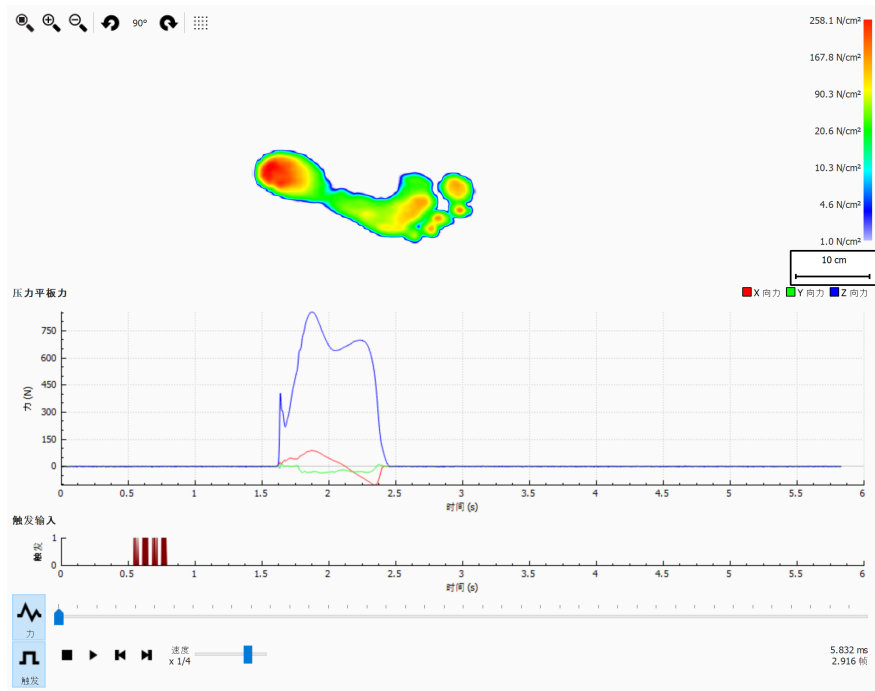 90°
258.1 N/cm²
167.8 N/cm²
90.3 N/cm²
20.6 N/cm²
10.3 N/cm²
4.6 N/cm²
1.0 N/cm²
10 cm
压力平板力
X 向力 Y 向力 Z 向力
力 (N)
750
600
450
300
150
0
0 0.5 1 1.5 2 2.5 3 3.5 4 4.5 5 5.5 6
时间 (s)
触发输入
触发
1
0
0 0.5 1 1.5 2 2.5 3 3.5 4 4.5 5 5.5 6
时间 (s)
力
触发
速度
x 1/4
5.832 ms
2.916 帧